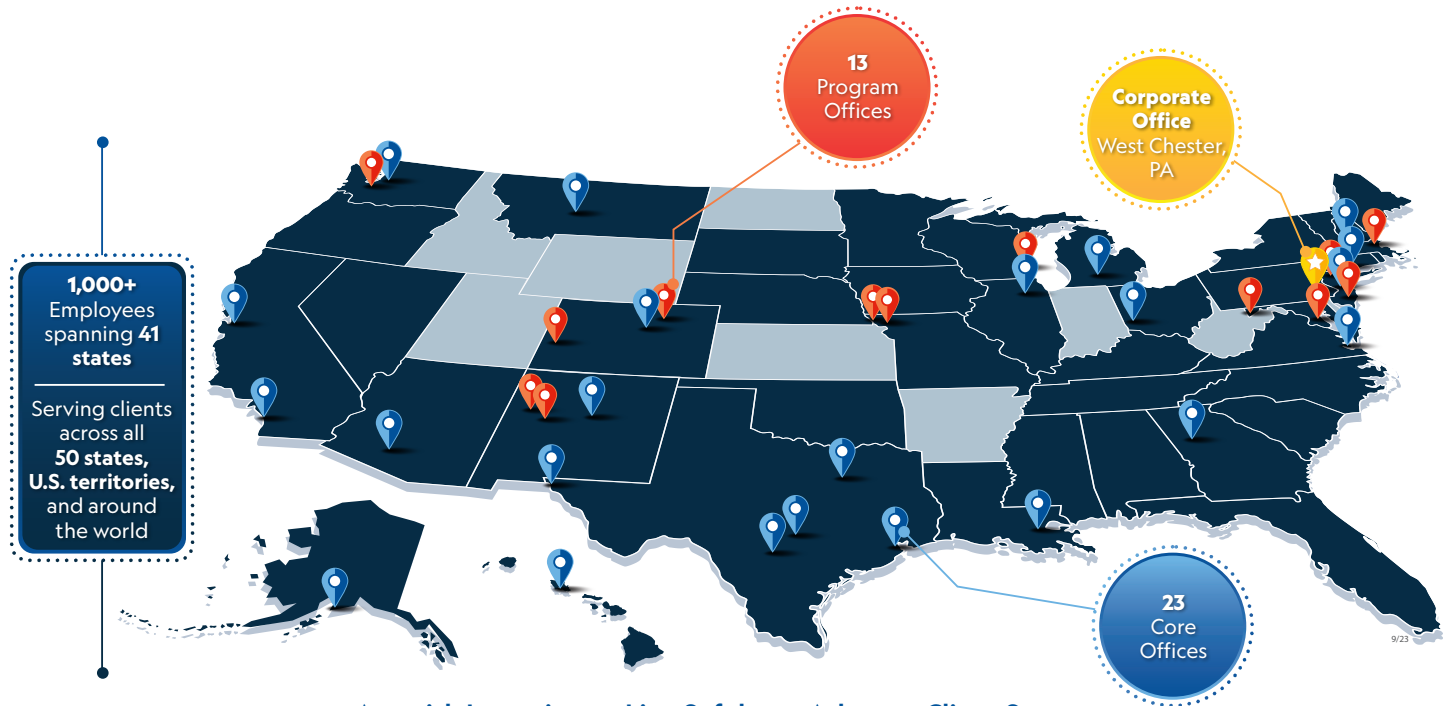 13
Program
Offices
Corporate
Office
West Chester,
PA
1,000+
Employees
spanning 41
states
Serving clients
across all
50 states,
U.S. territories,
and around
the world
23
Core
Offices
9/23